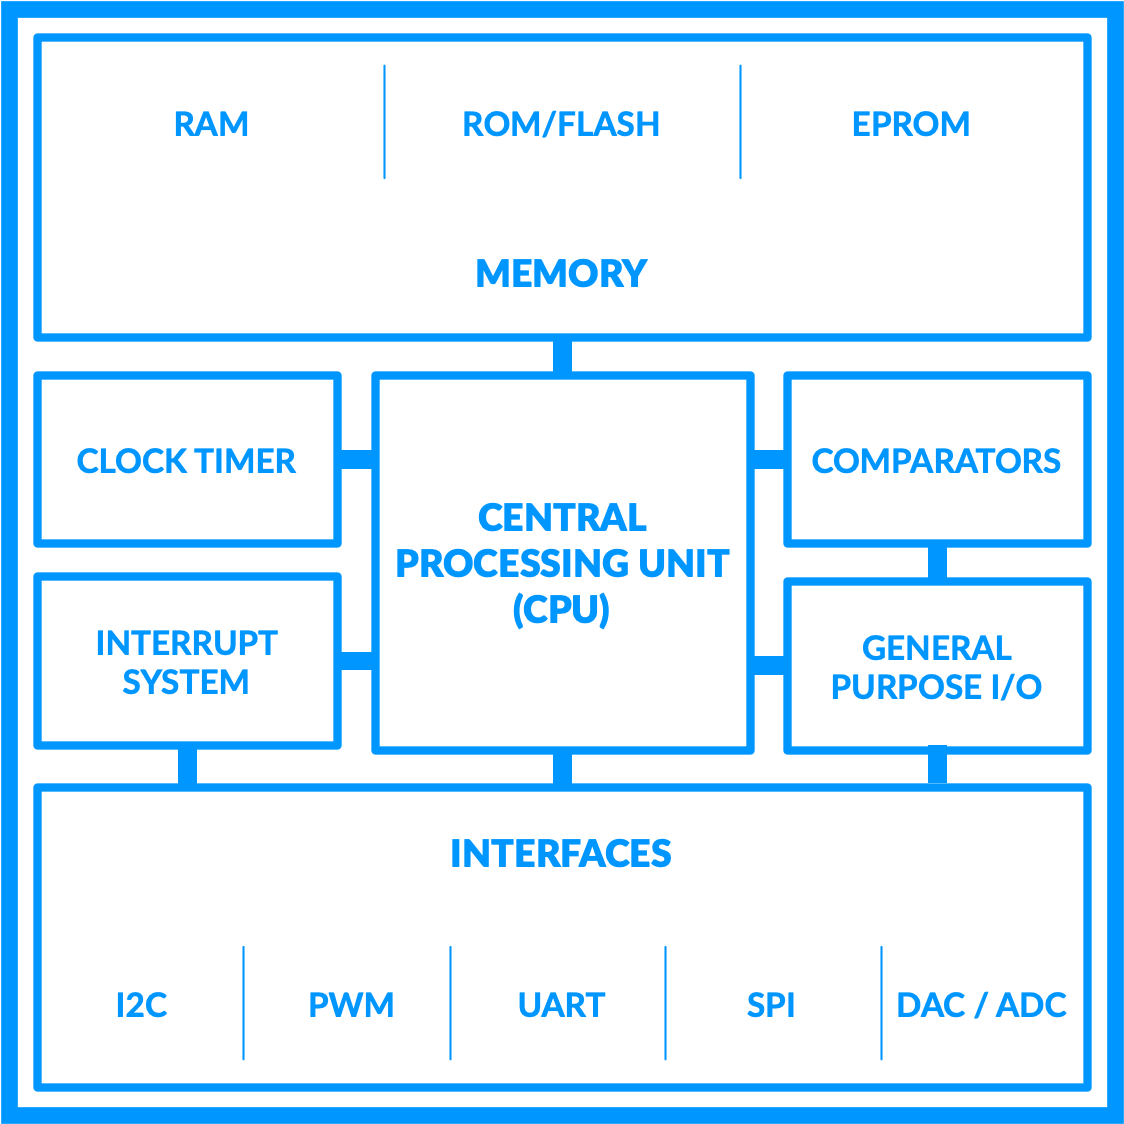 RAM
ROM/FLASH
EPROM
MEMORY
CLOCK TIMER
CENTRAL
PROCESSING UNIT
(CPU)
COMPARATORS
INTERRUPT
SYSTEM
GENERAL
PURPOSE I/O
INTERFACES
I2C
PWM
UART
SPI
DAC / ADC